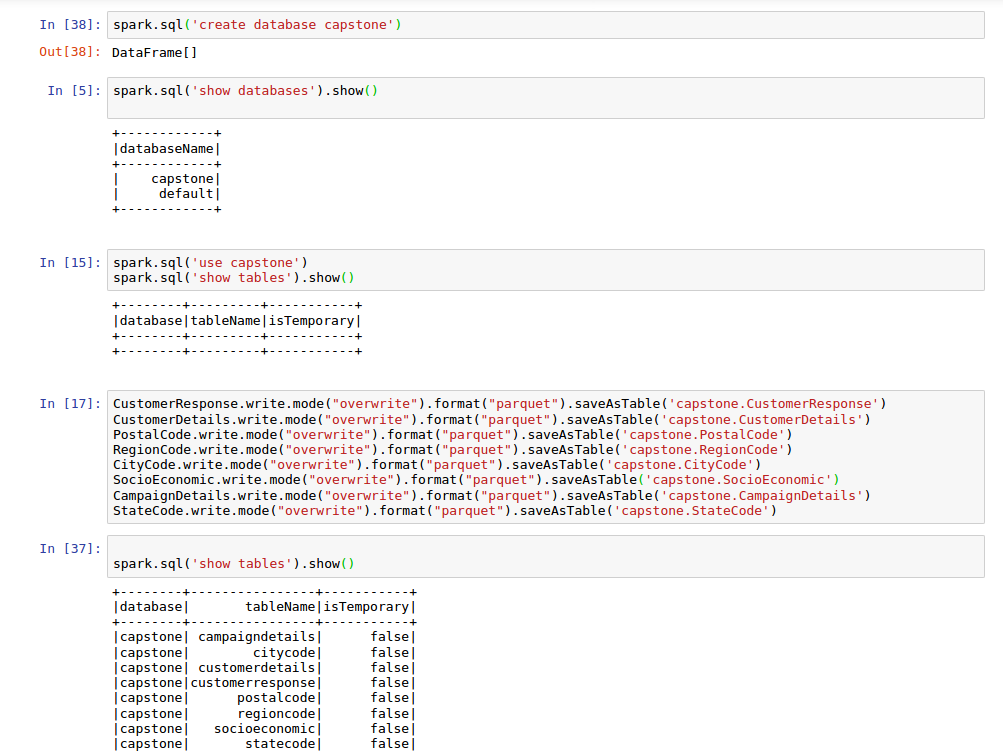 In [38]: spark.sql('create database capstone')
Out[38]: DataFrame[]
In [5]: spark.sql('show databases').show()
+------------+
|databaseName|
+------------+
|    capstone|
|     default|
+------------+
In [15]: spark.sql('use capstone')
spark.sql('show tables').show()
+--------+---------+-----------+
|database|tableName|isTemporary|
+--------+---------+-----------+
+--------+---------+-----------+
In [17]: CustomerResponse.write.mode("overwrite").format("parquet").saveAsTable('capstone.CustomerResponse')
CustomerDetails.write.mode("overwrite").format("parquet").saveAsTable('capstone.CustomerDetails')
PostalCode.write.mode("overwrite").format("parquet").saveAsTable('capstone.PostalCode')
RegionCode.write.mode("overwrite").format("parquet").saveAsTable('capstone.RegionCode')
CityCode.write.mode("overwrite").format("parquet").saveAsTable('capstone.CityCode')
SocioEconomic.write.mode("overwrite").format("parquet").saveAsTable('capstone.SocioEconomic')
CampaignDetails.write.mode("overwrite").format("parquet").saveAsTable('capstone.CampaignDetails')
StateCode.write.mode("overwrite").format("parquet").saveAsTable('capstone.StateCode')
In [37]:
spark.sql('show tables').show()
+--------+----------------+-----------+
|database|       tableName|isTemporary|
+--------+----------------+-----------+
|capstone| campaigndetails|      false|
|capstone|        citycode|      false|
|capstone| customerdetails|      false|
|capstone|customerresponse|      false|
|capstone|      postalcode|      false|
|capstone|      regioncode|      false|
|capstone|   socioeconomic|      false|
|capstone|       statecode|      false|